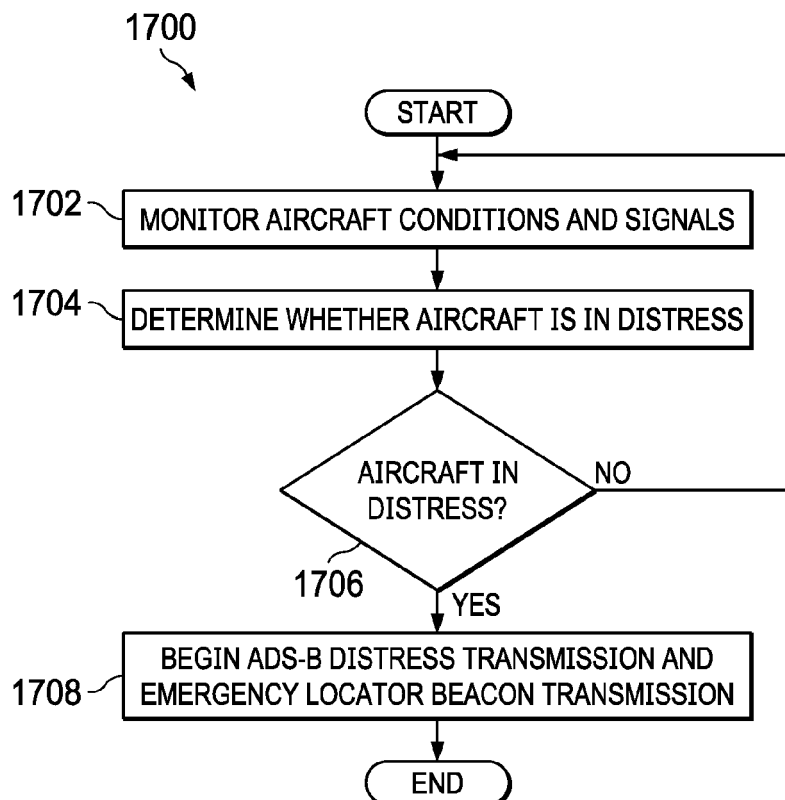 1700
START
1702
MONITOR AIRCRAFT CONDITIONS AND SIGNALS
1704
DETERMINE WHETHER AIRCRAFT IS IN DISTRESS
AIRCRAFT IN
DISTRESS?
NO
1706
YES
1708
BEGIN ADS-B DISTRESS TRANSMISSION AND
EMERGENCY LOCATOR BEACON TRANSMISSION
END